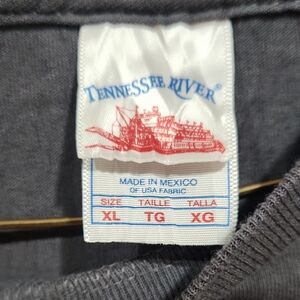 TENNESSEE RIVER®
MADE IN MEXICO
OF USA FABRIC
SIZE TAILLE TALLA
XL TG XG